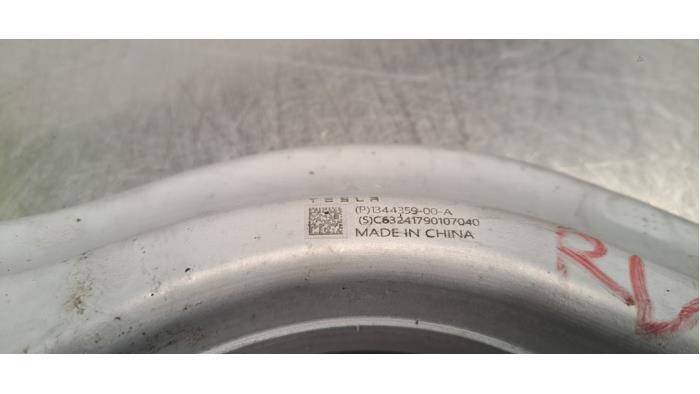 TESLA
(P)1344359-00-A
(S)C63241790107040
MADE IN CHINA
RV